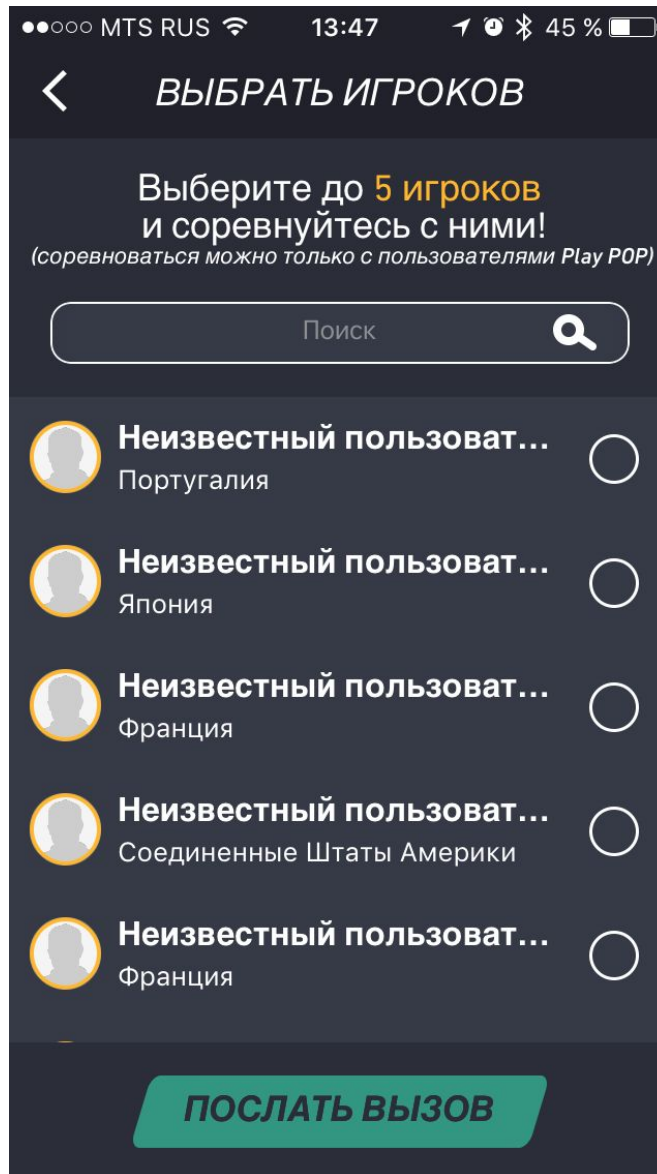 MTS RUS 13:47 45 %
ВЫБРАТЬ ИГРОКОВ
Выберите до 5 игроков
и соревнуйтесь с ними!
(соревноваться можно только с пользователями Play POP)
Поиск
Неизвестный пользоват...
Португалия
Неизвестный пользоват...
Япония
Неизвестный пользоват...
Франция
Неизвестный пользоват...
Соединенные Штаты Америки
Неизвестный пользоват...
Франция
ПОСЛАТЬ ВЫЗОВ